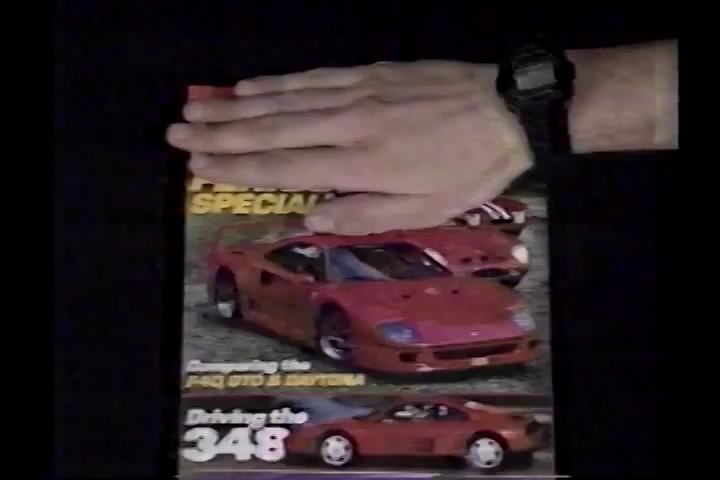 SPECIAL
Comparing the
F40, GTO & DAYTONA
Driving the
348